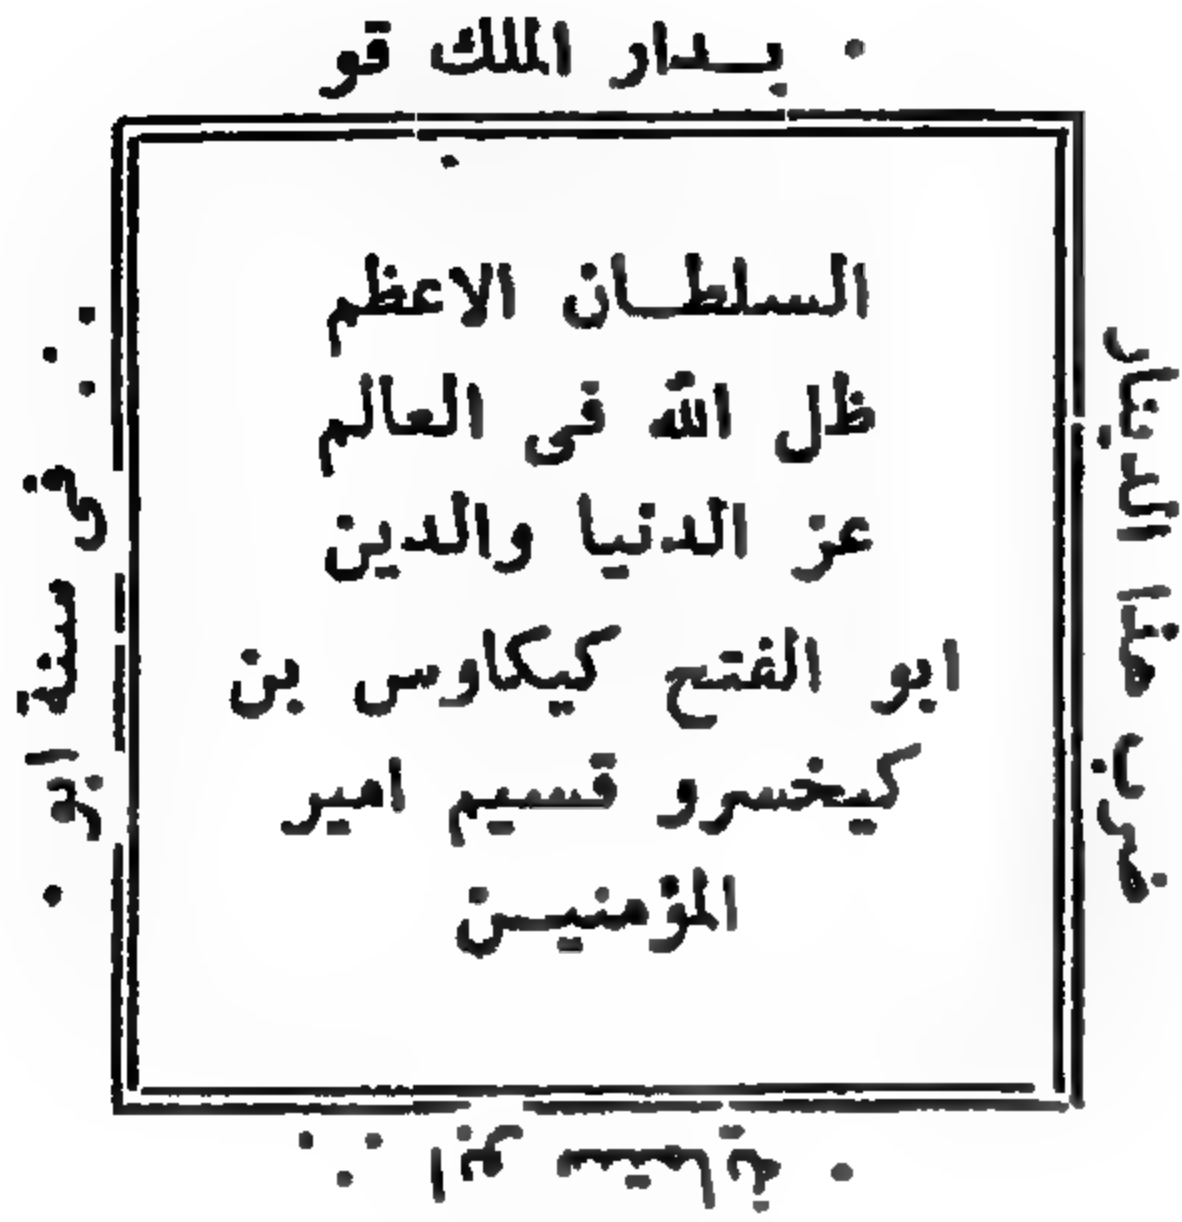 بـدار الملك قو
السلطـان الاعظم
ظل الله فى العالم
عز الدنيا والدين
ابو الفتح كيكاوس بن
كيخسرو قسيم امير
المؤمنيـن
ضرب هذا الدينار
فى سنة ابو